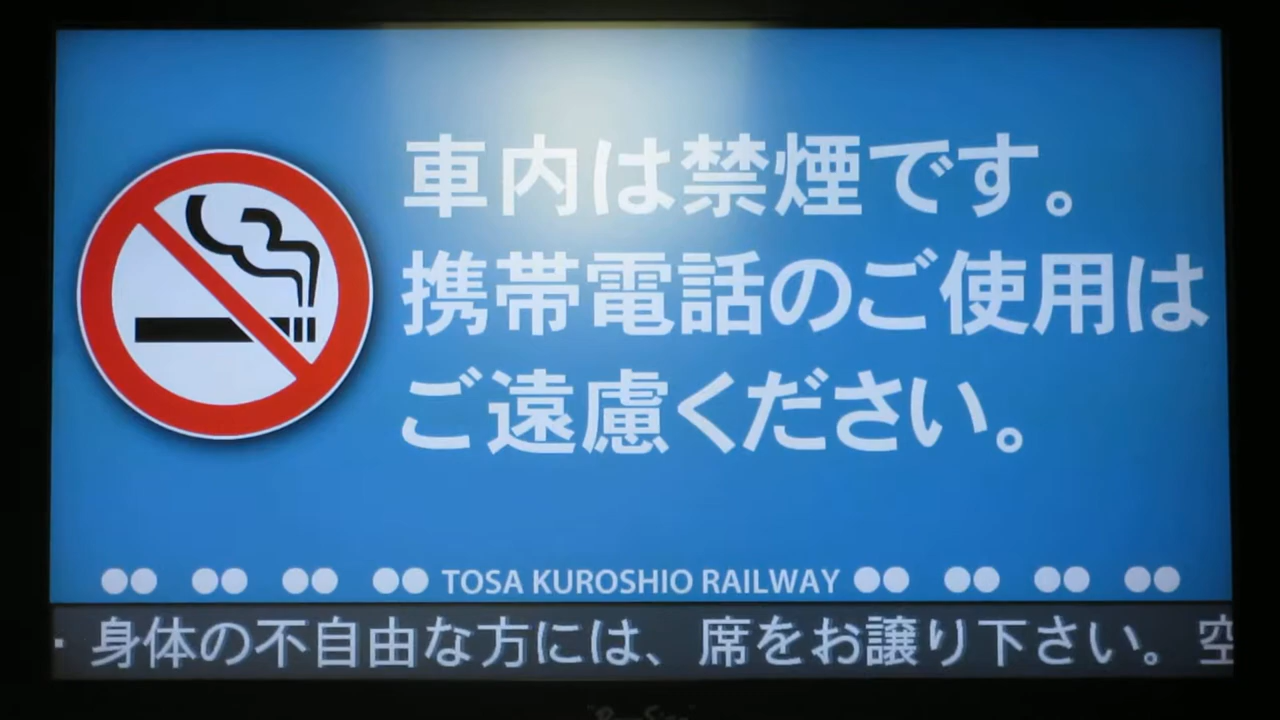 車内は禁煙です。
携帯電話のご使用は
ご遠慮ください。
TOSA KUROSHIO RAILWAY
・身体の不自由な方には、席をお譲り下さい。 空